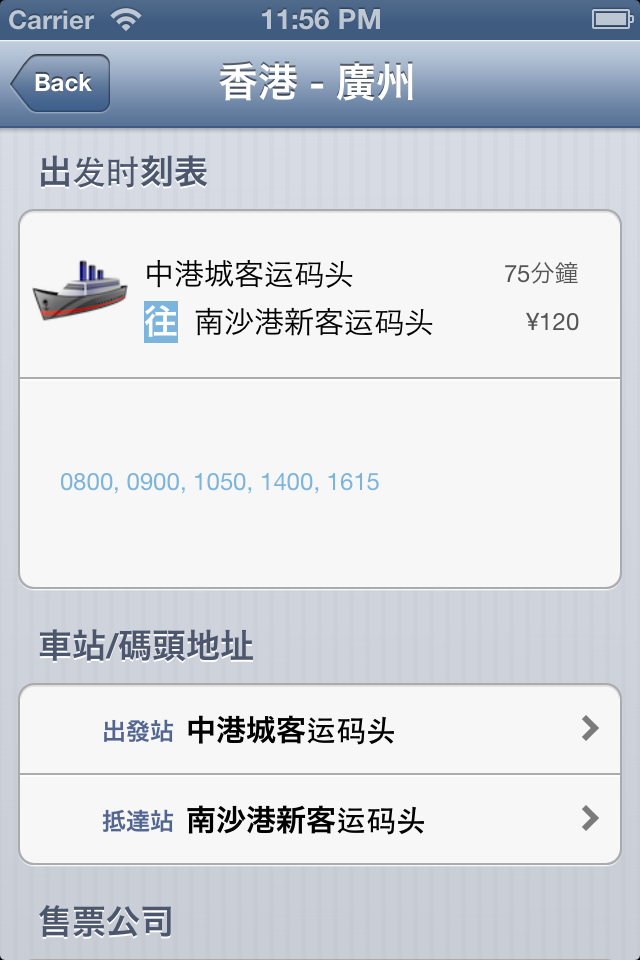 Carrier 11:56 PM
Back 香港 - 廣州
出发时刻表
中港城客运码头 75分鐘
往 南沙港新客运码头 ¥120
0800, 0900, 1050, 1400, 1615
車站/碼頭地址
出發站 中港城客运码头
抵達站 南沙港新客运码头
售票公司